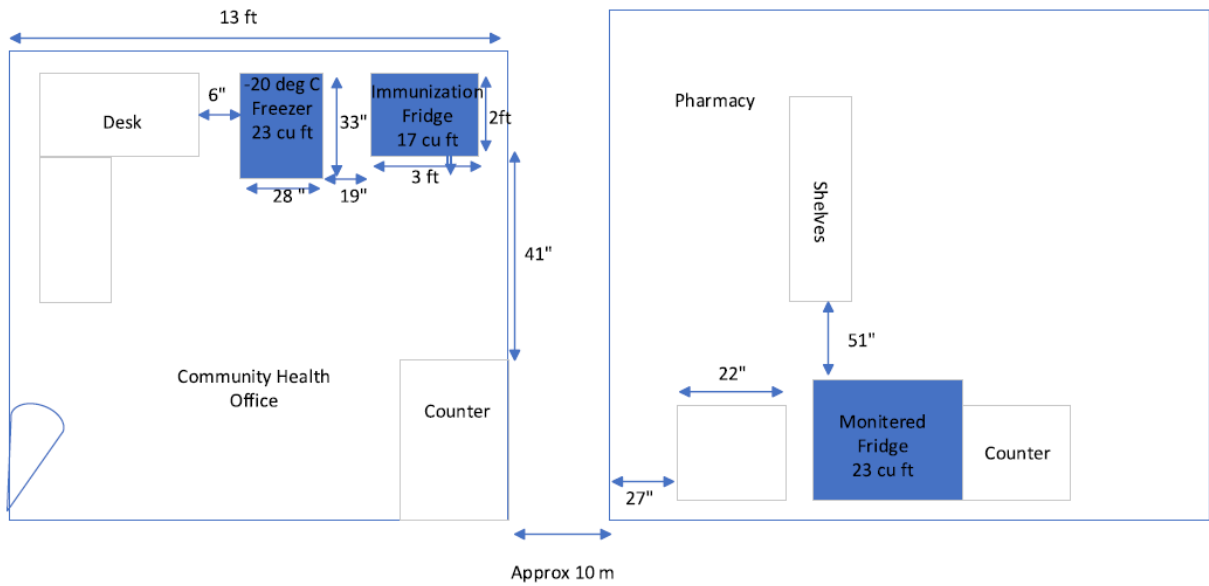 13 ft
6"
Desk
-20 deg C
Freezer
23 cu ft
33"
Immunization
Fridge
17 cu ft
2ft
28 "
19"
3 ft
41"
Community Health
Office
Counter
Pharmacy
Shelves
51"
22"
Monitered
Fridge
23 cu ft
Counter
27"
Approx 10 m